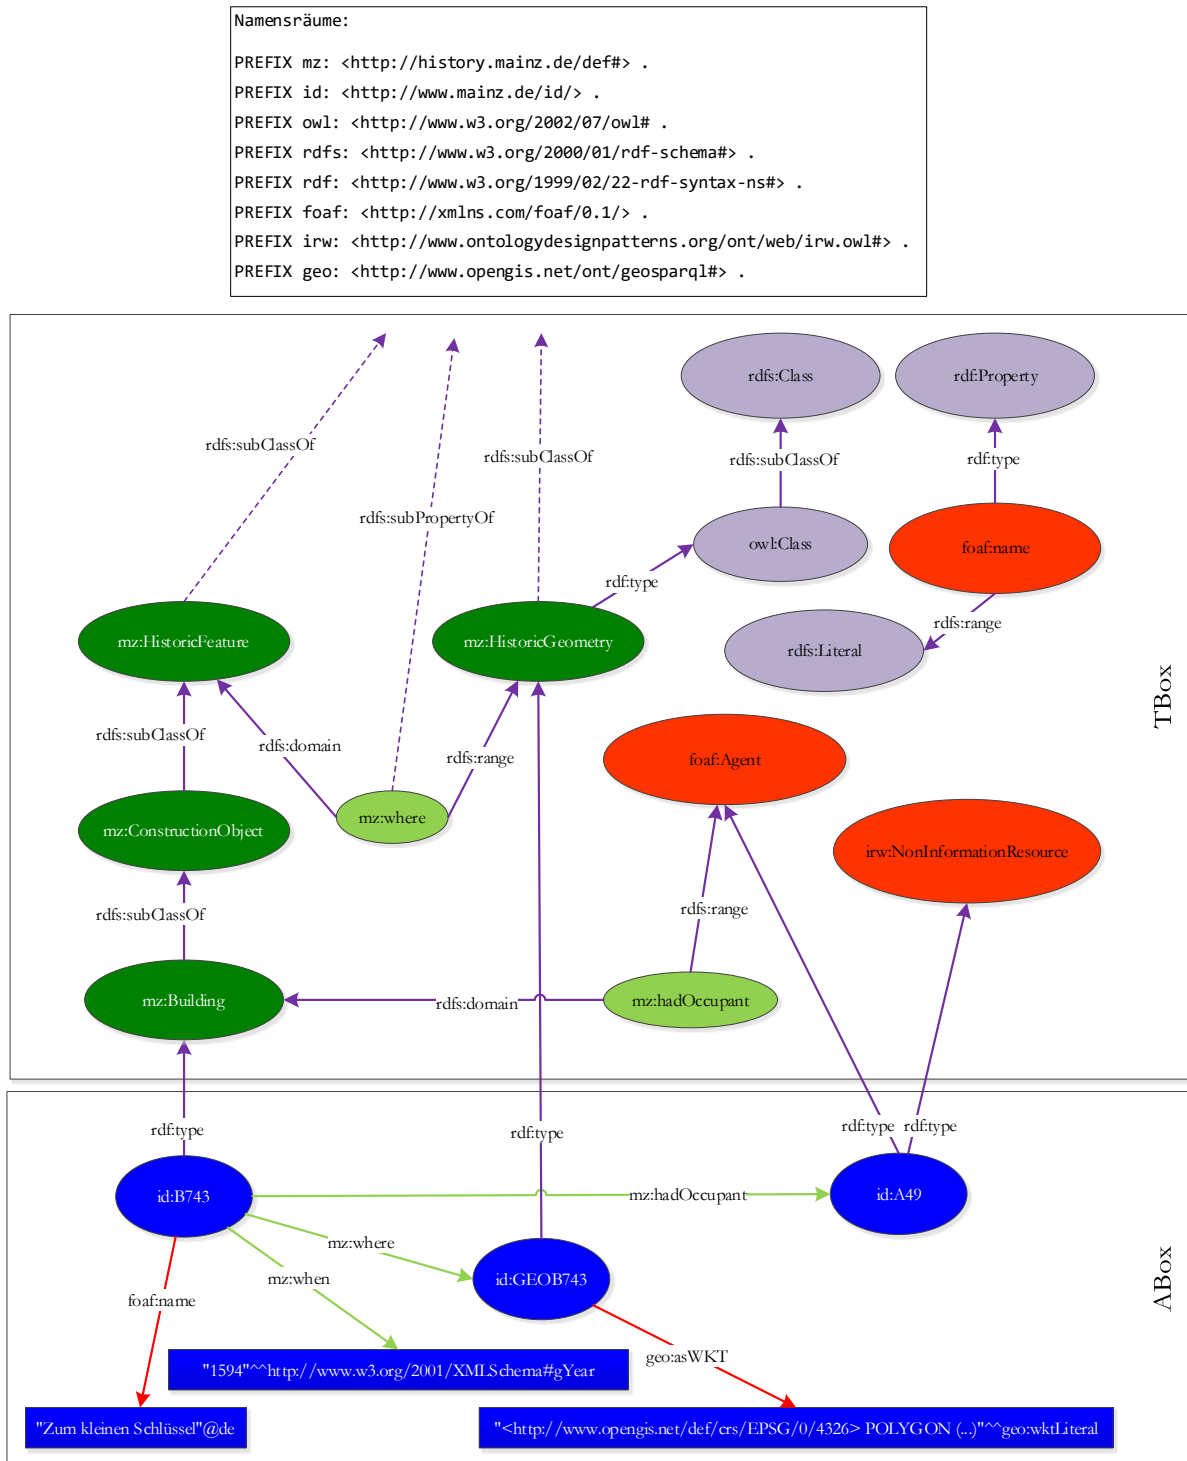 Namensräume:
PREFIX mz: <http://history.mainz.de/def#> .
PREFIX id: <http://www.mainz.de/id/> .
PREFIX owl: <http://www.w3.org/2002/07/owl# .
PREFIX rdfs: <http://www.w3.org/2000/01/rdf-schema#> .
PREFIX rdf: <http://www.w3.org/1999/02/22-rdf-syntax-ns#> .
PREFIX foaf: <http://xmlns.com/foaf/0.1/> .
PREFIX irw: <http://www.ontologydesignpatterns.org/ont/web/irw.owl#> .
PREFIX geo: <http://www.opengis.net/ont/geosparql#> .
rdfs:Class
rdf:Property
rdfs:subClassOf
rdfs:subClassOf
rdfs:subClassOf
rdf:type
rdfs:subPropertyOf
owl:Class
foaf:name
rdf:type
rdfs:range
mz:HistoricFeature
mz:HistoricGeometry
rdfs:Literal
TBox
rdfs:subClassOf
rdfs:domain
rdfs:range
foaf:Agent
mz:where
mz:ConstructionObject
irw:NonInformationResource
rdfs:subClassOf
rdfs:range
mz:Building
rdfs:domain
mz:hadOccupant
rdf:type
rdf:type
rdf:type
rdf:type
id:B743
mz:hadOccupant
id:A49
mz:where
mz:when
id:GEOB743
ABox
foaf:name
geo:asWKT
"1594"^^http://www.w3.org/2001/XMLSchema#gYear
"Zum kleinen Schlüssel"@de
"<http://www.opengis.net/def/crs/EPSG/0/4326> POLYGON (...)"^^geo:wktLiteral